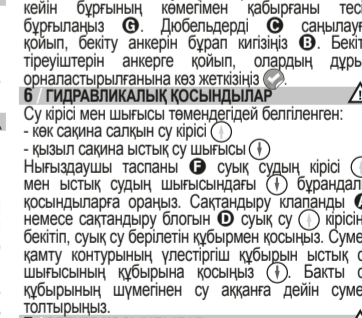 кейін бұрғының көмегімен қабырғаны тесі
бұрғылаңыз G. Дюбельдерді C саңылау
қойып, бекіту анкерін бұрап кигізіңіз B. Бекіт
тіреуіштерін анкерге қойып, олардың дұры
орналастырылғанына көз жеткізіңіз
6 / ГИДРАВЛИКАЛЫҚ ҚОСЫНДЫЛАР
Су кірісі мен шығысы төмендегідей белгіленген:
- көк сақина салқын су кірісі
- қызыл сақина ыстық су шығысы
Нығыздаушы таспаны F суық судың кірісі
мен ыстық судың шығысындағы бұрандал
қосындыларға ораңыз. Сақтандыру клапанды
немесе сақтандыру блогын D суық су кірісін
бекітіп, суық су берілетін құбырмен қосыңыз. Суме
қамту контурының үлестіргіш құбырын ыстық с
шығысының құбырына қосыңыз. Бакты с
құбырының шүмегінен су аққанға дейін суме
толтырыңыз.